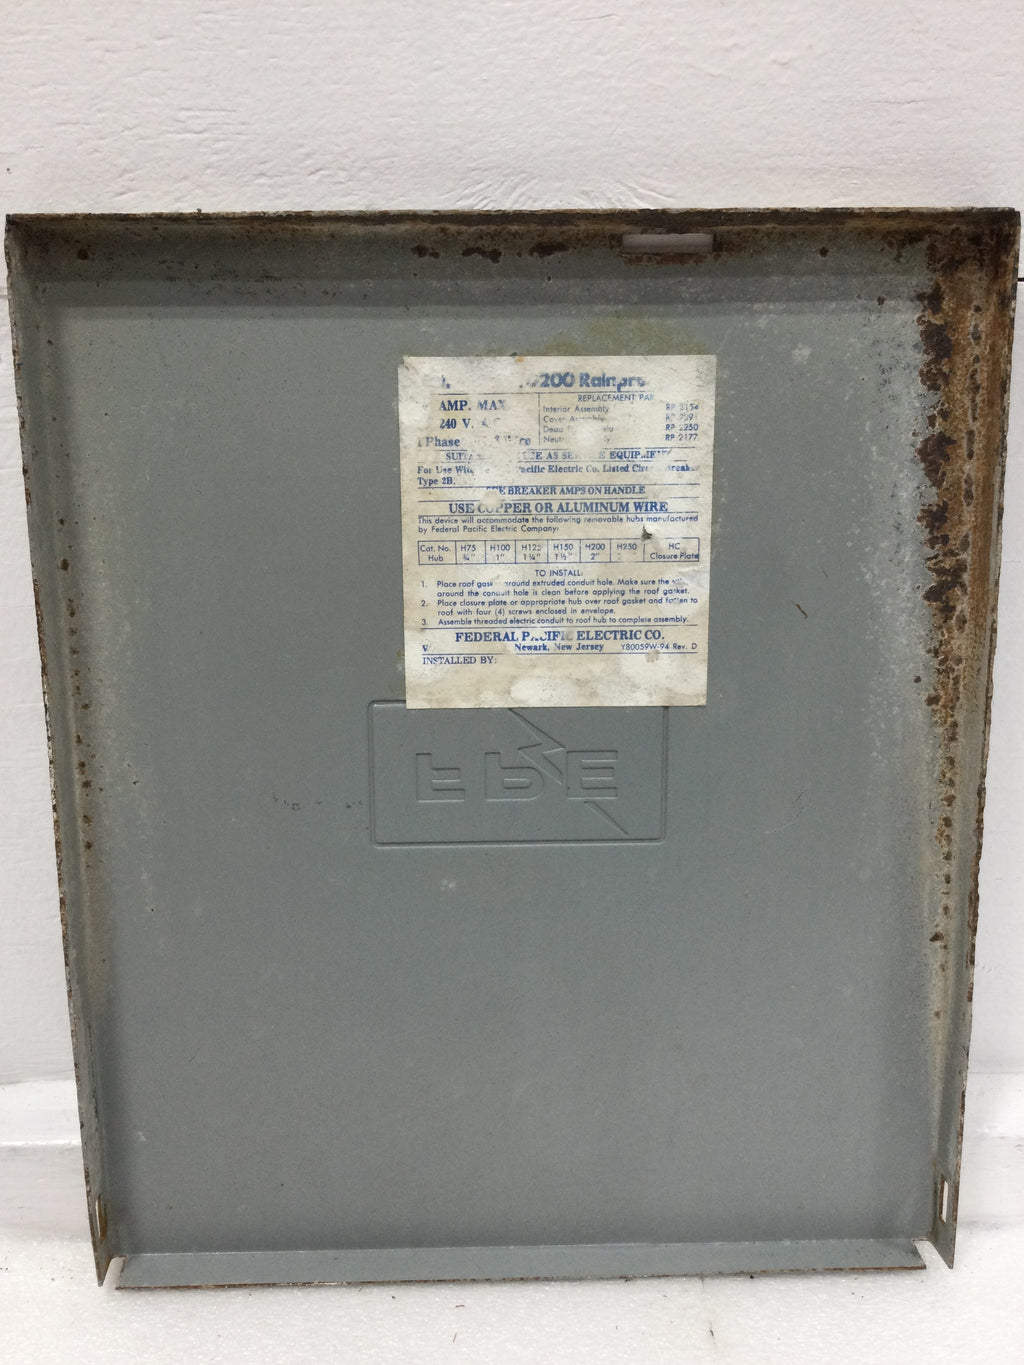 200 Rainpro
AMP. MAX
240 V.
1 Phase
REPLACEMENT PAR
Interior Assembly RP 2154
Cover Assembly
RP 2250
RP 2177
AS SERVICE EQUIPMENT
For Use With Pacific Electric Co. Listed Circuit Breaker
Type 2B.
SEE BREAKER AMPS ON HANDLE
USE COPPER OR ALUMINUM WIRE
This device will accommodate the following removable hubs manufactured
by Federal Pacific Electric Company:
Cat. No. H75 H100 H125 H150 H200 H250 HC
Hub ¾" 1" 1¼" 1½" 2" Closure Plate
TO INSTALL:
1. Place roof gasket around extruded conduit hole. Make sure the
around the conduit hole is clean before applying the roof gasket.
2. Place closure plate or appropriate hub over roof gasket and fasten to
roof with four (4) screws enclosed in envelope.
3. Assemble threaded electric conduit to roof hub to complete assembly.
FEDERAL PACIFIC ELECTRIC CO.
Newark, New Jersey Y80059W-94 Rev. D
INSTALLED BY:
FPE